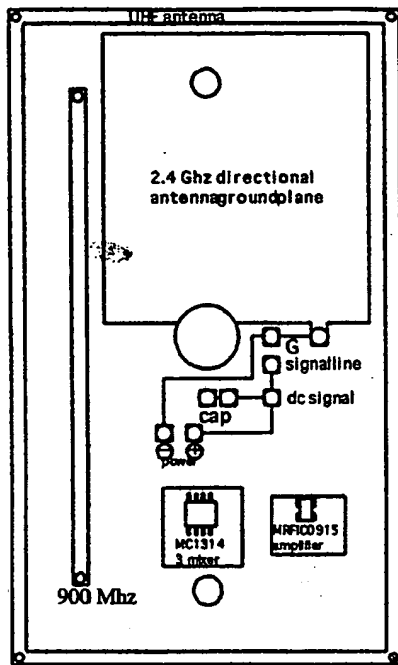 UHF antenna
2.4 Ghz directional
antennagroundplane
G
signalline
dc signal
cap
power
MC1314
3 mixer
MRFIC0915
amplifier
900 Mhz